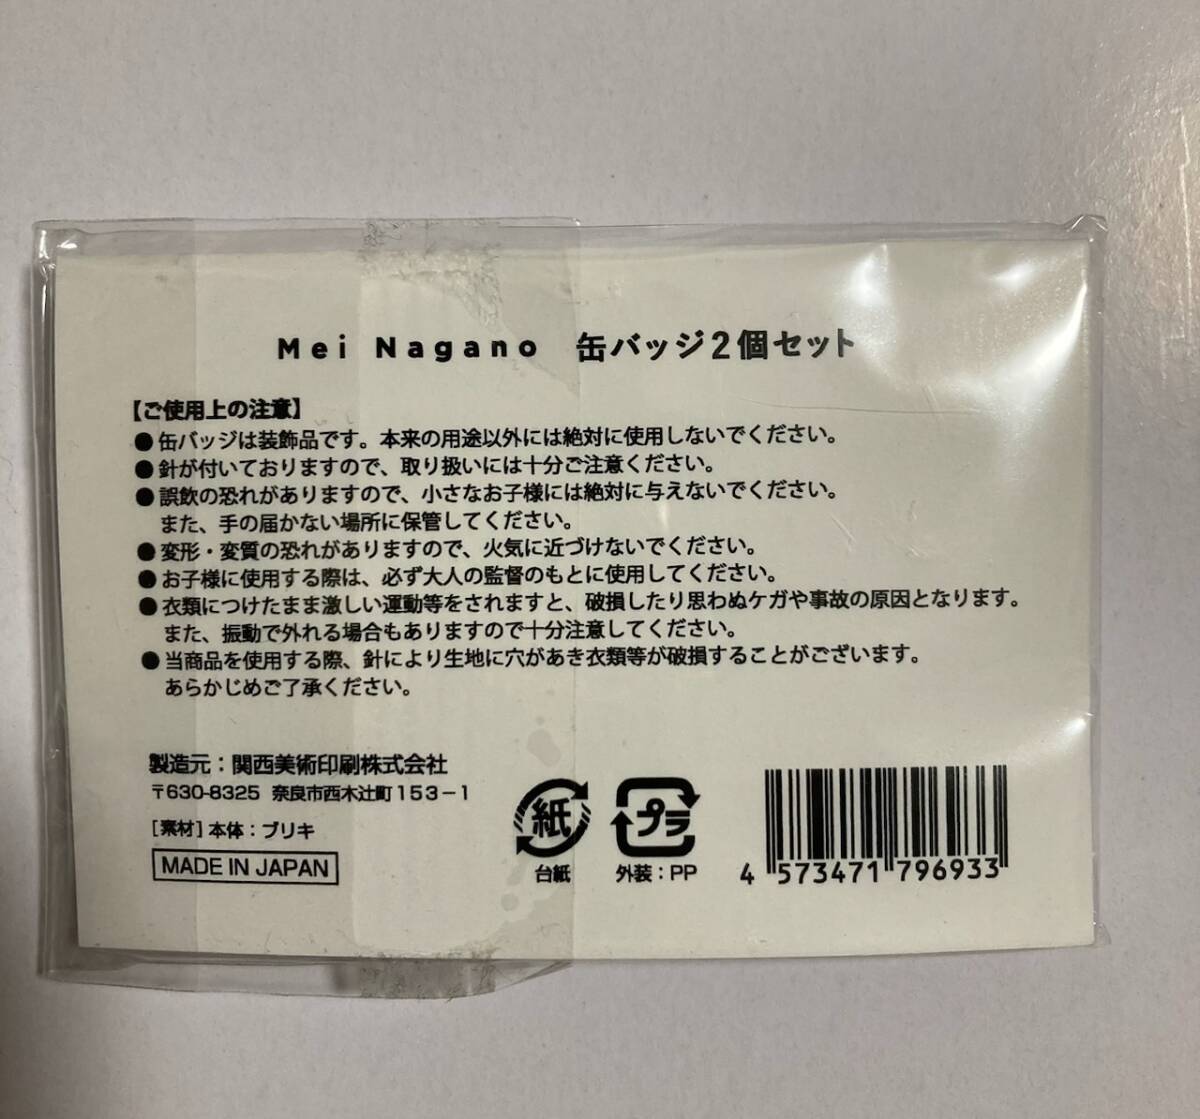 Mei Nagano 缶バッジ2個セット
【ご使用上の注意】
●缶バッジは装飾品です。本来の用途以外には絶対に使用しないでください。
●針が付いておりますので、取り扱いには十分ご注意ください。
●誤飲の恐れがありますので、小さなお子様には絶対に与えないでください。
また、手の届かない場所に保管してください。
●変形・変質の恐れがありますので、火気に近づけないでください。
●お子様に使用する際は、必ず大人の監督のもとに使用してください。
●衣類につけたまま激しい運動等をされますと、破損したり思わぬケガや事故の原因となります。
また、振動で外れる場合もありますので十分注意してください。
●当商品を使用する際、針により生地に穴があき衣類等が破損することがございます。
あらかじめご了承ください。
製造元：関西美術印刷株式会社
〒630-8325 奈良市西木辻町153-1
[素材] 本体：ブリキ
MADE IN JAPAN
紙
台紙
プラ
外装：PP
4 573471 796933